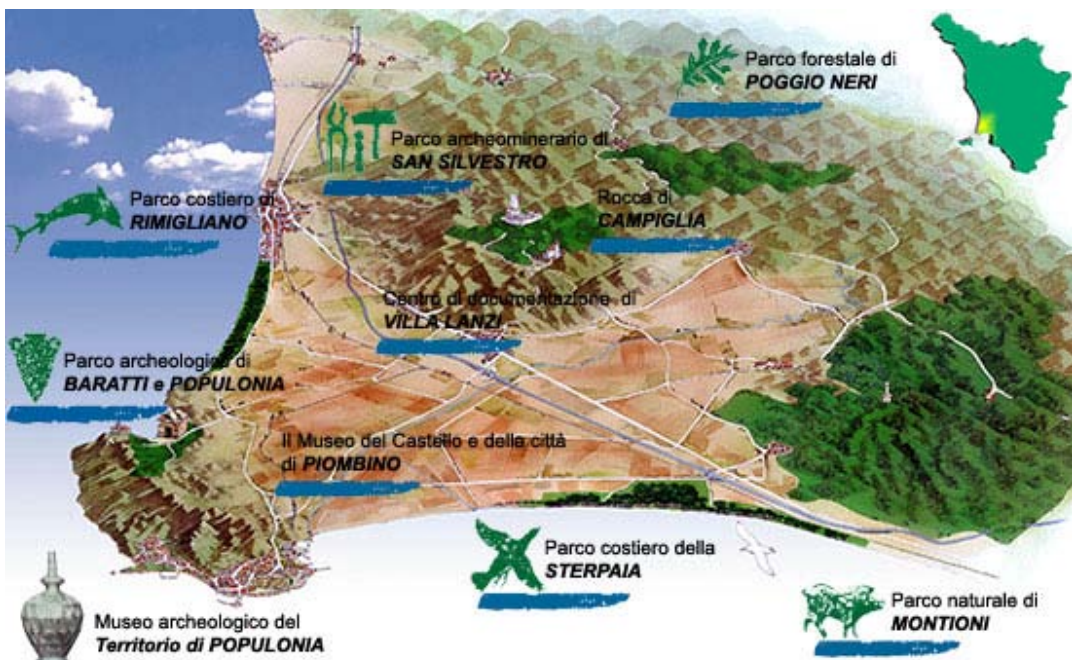 Parco forestale di
POGGIO NERI
Parco archeominerario di
SAN SILVESTRO
Parco costiero di
RIMIGLIANO
Rocca di
CAMPIGLIA
Centro di documentazione di
VILLA LANZI
Parco archeologico di
BARATTI e POPULONIA
Il Museo del Castello e della città
di PIOMBINO
Parco costiero della
STERPAIA
Parco naturale di
MONTIONI
Museo archeologico del
Territorio di POPULONIA